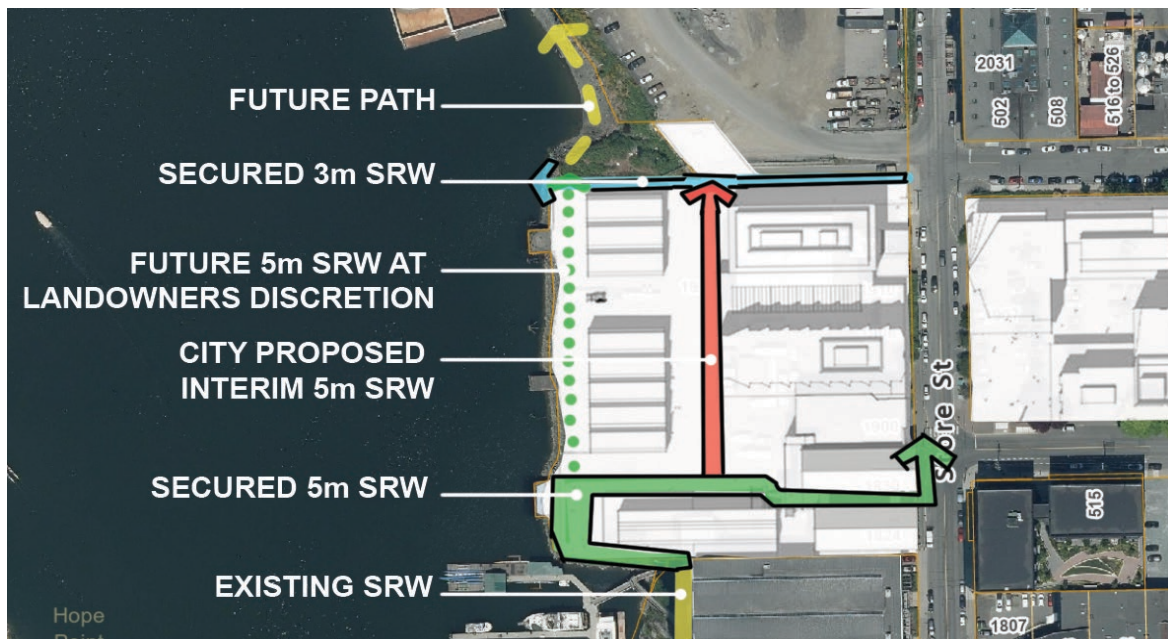 FUTURE PATH
SECURED 3m SRW
FUTURE 5m SRW AT
LANDOWNERS DISCRETION
CITY PROPOSED
INTERIM 5m SRW
SECURED 5m SRW
EXISTING SRW
Hope
2031
502
508
516 to 526
Store St
515
1807